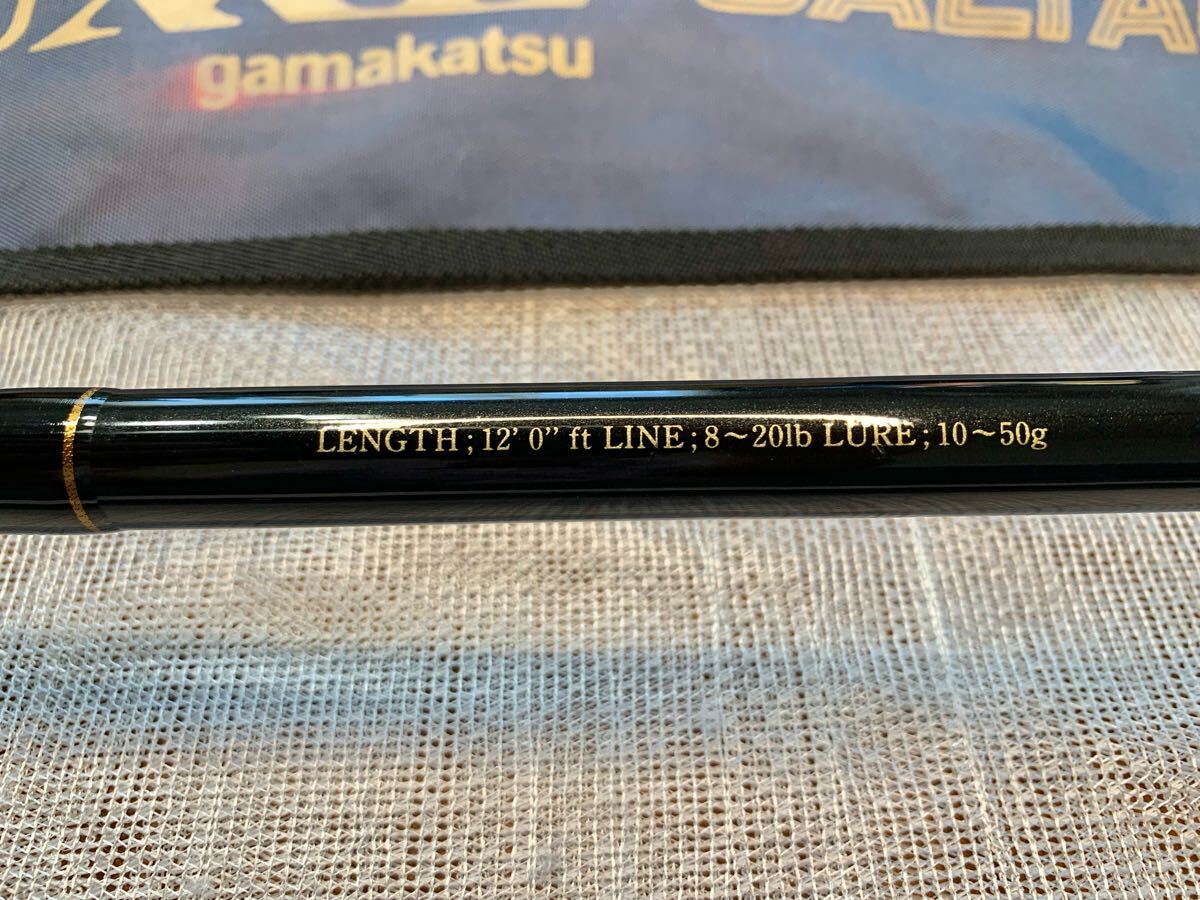 gamakatsu
LENGTH;12' 0'' ft LINE;8~20lb LURE;10~50g